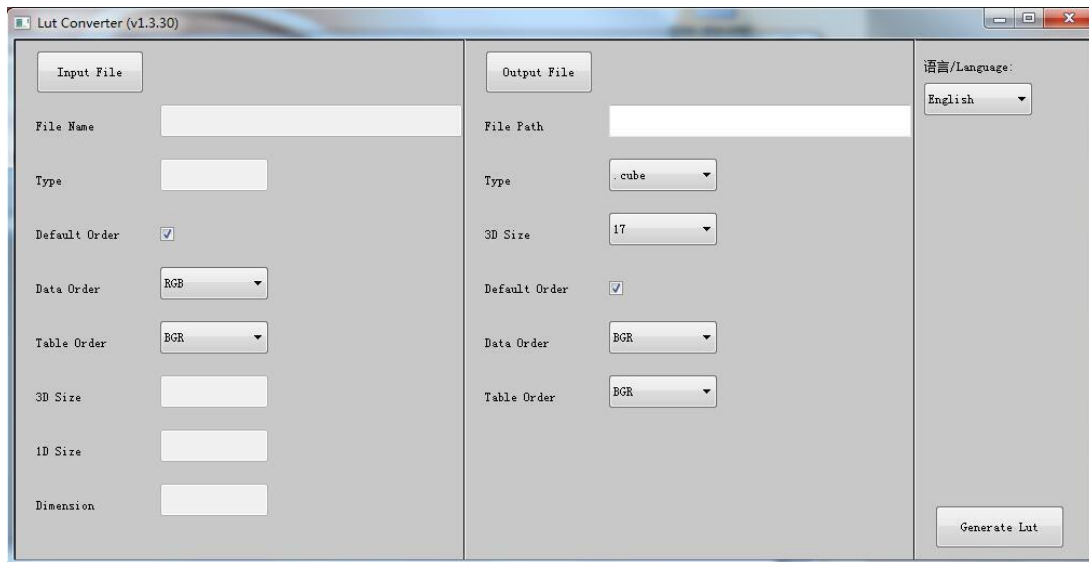 Lut Converter (v1.3.30)
Input File
File Name
Type
Default Order
Data Order RGB
Table Order BGR
3D Size
1D Size
Dimension
Output File
File Path
Type .cube
3D Size 17
Default Order
Data Order BGR
Table Order BGR
语言/Language:
English
Generate Lut